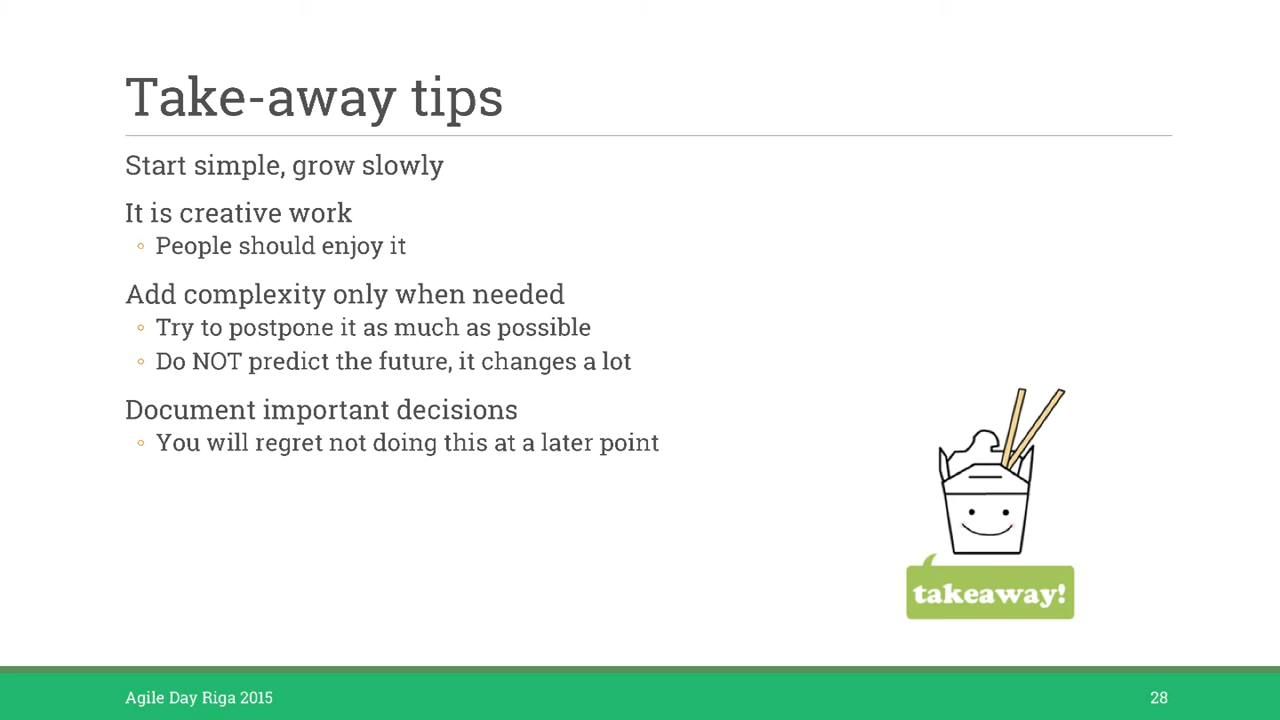 Take-away tips
Start simple, grow slowly
It is creative work
◦ People should enjoy it
Add complexity only when needed
◦ Try to postpone it as much as possible
◦ Do NOT predict the future, it changes a lot
Document important decisions
◦ You will regret not doing this at a later point
takeaway!
Agile Day Riga 2015
28